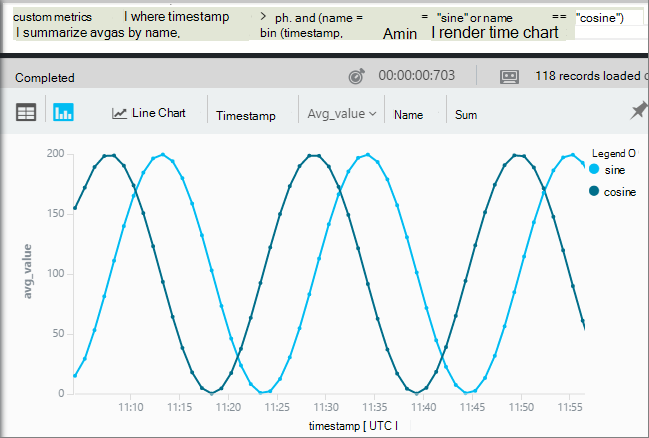 custom metrics | where timestamp > ph. and (name = = "sine" or name == "cosine")
I summarize avgas by name, bin (timestamp, Amin I render time chart
Completed 00:00:00:703 118 records loaded
Line Chart Timestamp Avg_value Name Sum
200
150
100
50
0
avg_value
Legend O
sine
cosine
11:10 11:15 11:20 11:25 11:30 11:35 11:40 11:45 11:50 11:55
timestamp [ UTC I